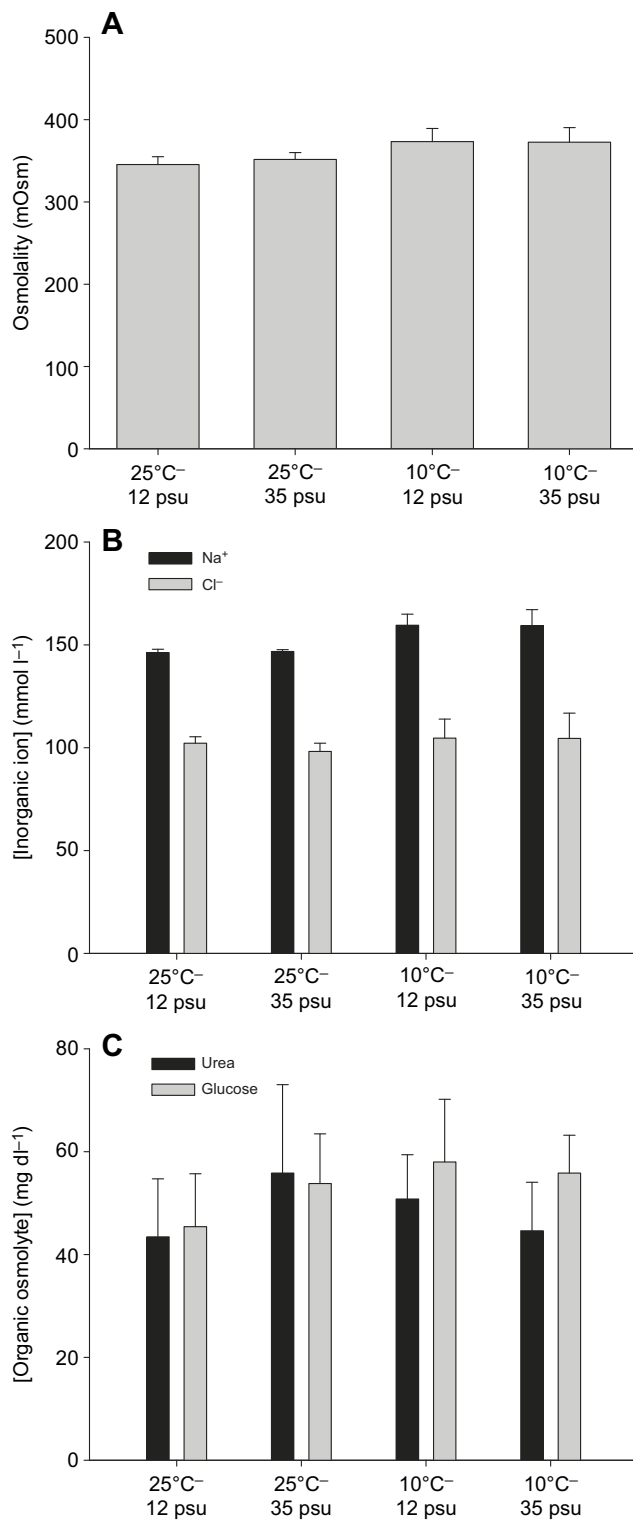 A
Osmolality (mOsm)
500
400
300
200
100
0
25°C–
12 psu
25°C–
35 psu
10°C–
12 psu
10°C–
35 psu
B
Na⁺
Cl⁻
[Inorganic ion] (mmol l⁻¹)
200
150
100
50
0
25°C–
12 psu
25°C–
35 psu
10°C–
12 psu
10°C–
35 psu
C
Urea
Glucose
[Organic osmolyte] (mg dl⁻¹)
80
60
40
20
0
25°C–
12 psu
25°C–
35 psu
10°C–
12 psu
10°C–
35 psu